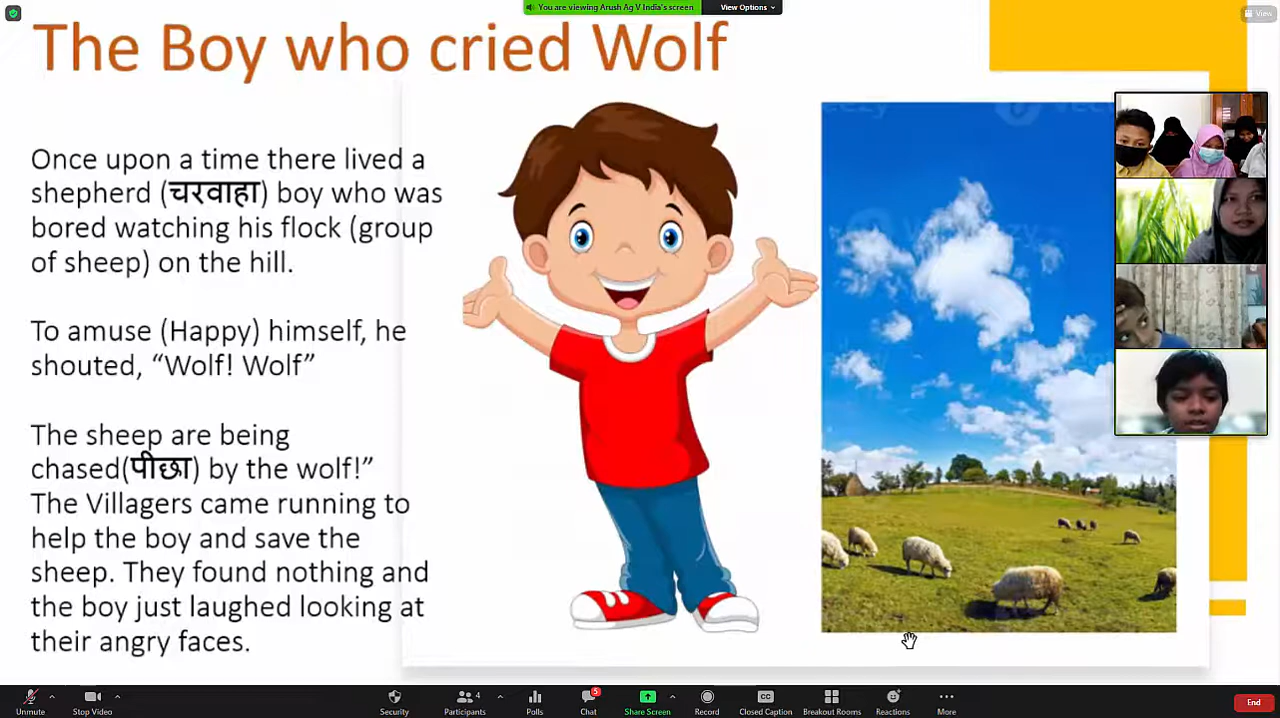 You are viewing Arush Ag V India's screen
View Options
View
The Boy who cried Wolf
Once upon a time there lived a
shepherd (चरवाहा) boy who was
bored watching his flock (group
of sheep) on the hill.
To amuse (Happy) himself, he
shouted, “Wolf! Wolf”
The sheep are being
chased(पीछा) by the wolf!”
The Villagers came running to
help the boy and save the
sheep. They found nothing and
the boy just laughed looking at
their angry faces.
Unmute
Stop Video
Security
4
Participants
Polls
5
Chat
Share Screen
Record
CC
Closed Caption
Breakout Rooms
Reactions
More
End